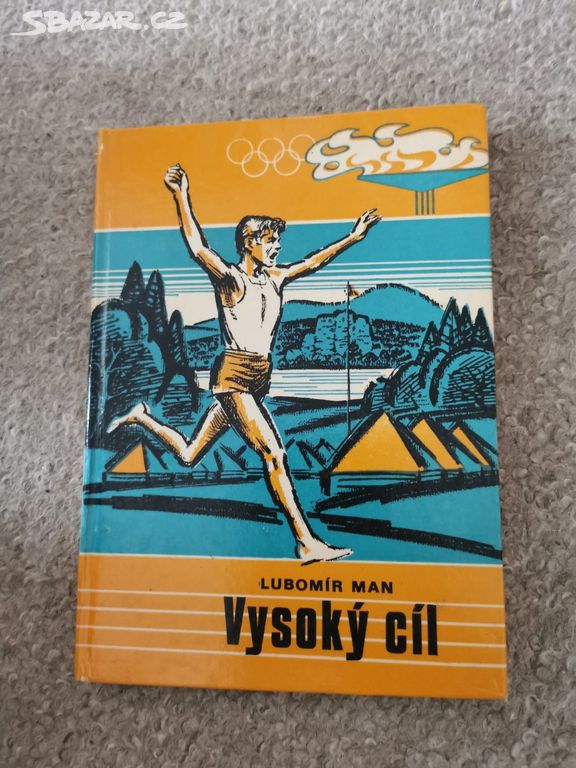 SBAZAR.CZ
LUBOMÍR MAN
Vysoký cíl